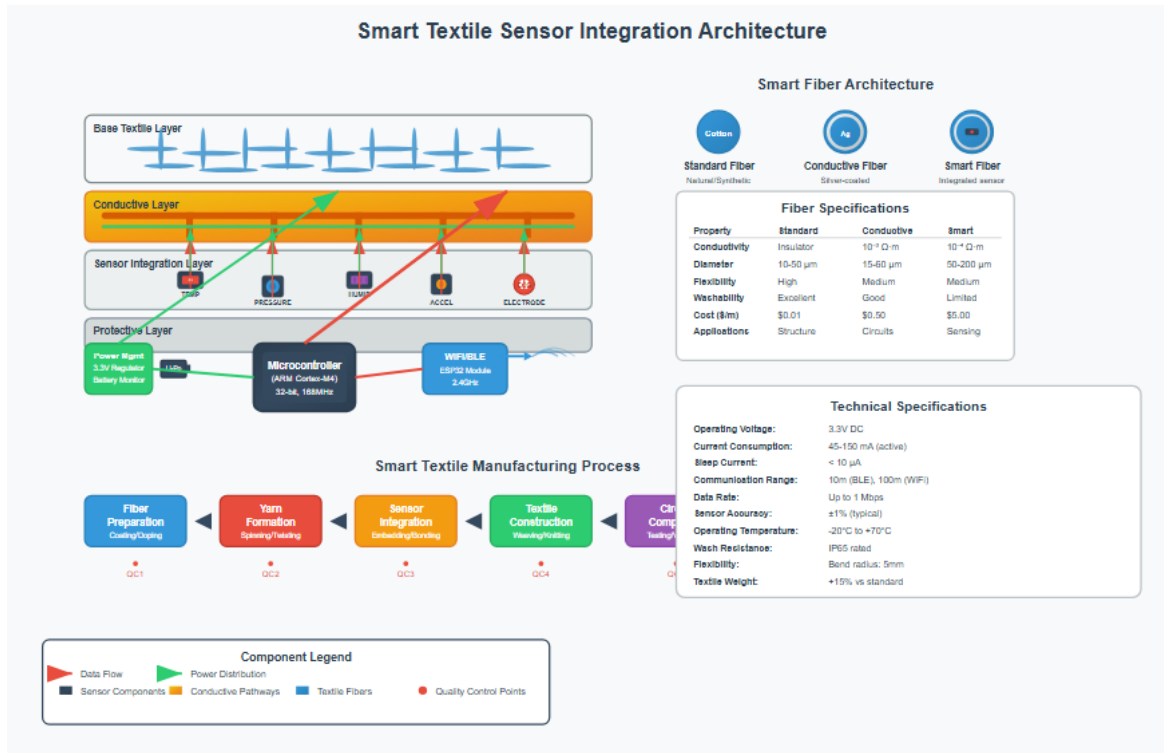 Smart Textile Sensor Integration Architecture
Base Textile Layer
Conductive Layer
Sensor Integration Layer
PRESSURE
ACCEL
ELECTRODE
Protective Layer
Power Mgmt
3.3V Regulator
Battery Monitor
Microcontroller
(ARM Cortex-M4)
32-bit, 168MHz
WiFi/BLE
ESP32 Module
2.4GHz
Smart Fiber Architecture
Cotton
Ag
Standard Fiber
Conductive Fiber
Smart Fiber
Natural/Synthetic
Silver-coated
Integrated sensor
Fiber Specifications
Property Standard Conductive Smart
Conductivity Insulator Ω·m Ω·m
Diameter 10-50 μm 15-60 μm 50-200 μm
Flexibility High Medium Medium
Washability Excellent Good Limited
Cost ($/m) $0.01 $0.50 $5.00
Applications Structure Circuits Sensing
Technical Specifications
Operating Voltage: 3.3V DC
Current Consumption: 45-150 mA (active)
Sleep Current: < 10 μA
Communication Range: 10m (BLE), 100m (WiFi)
Data Rate: Up to 1 Mbps
Sensor Accuracy: ±1% (typical)
Operating Temperature: -20°C to +70°C
Wash Resistance: IP65 rated
Flexibility: Bend radius: 5mm
Textile Weight: +15% vs standard
Smart Textile Manufacturing Process
Fiber
Preparation
Coating/Doping
Yarn
Formation
Spinning/Twisting
Sensor
Integration
Embedding/Bonding
Textile
Construction
Weaving/Knitting
QC1
QC2
QC3
QC4
Component Legend
Data Flow
Power Distribution
Sensor Components
Conductive Pathways
Textile Fibers
Quality Control Points